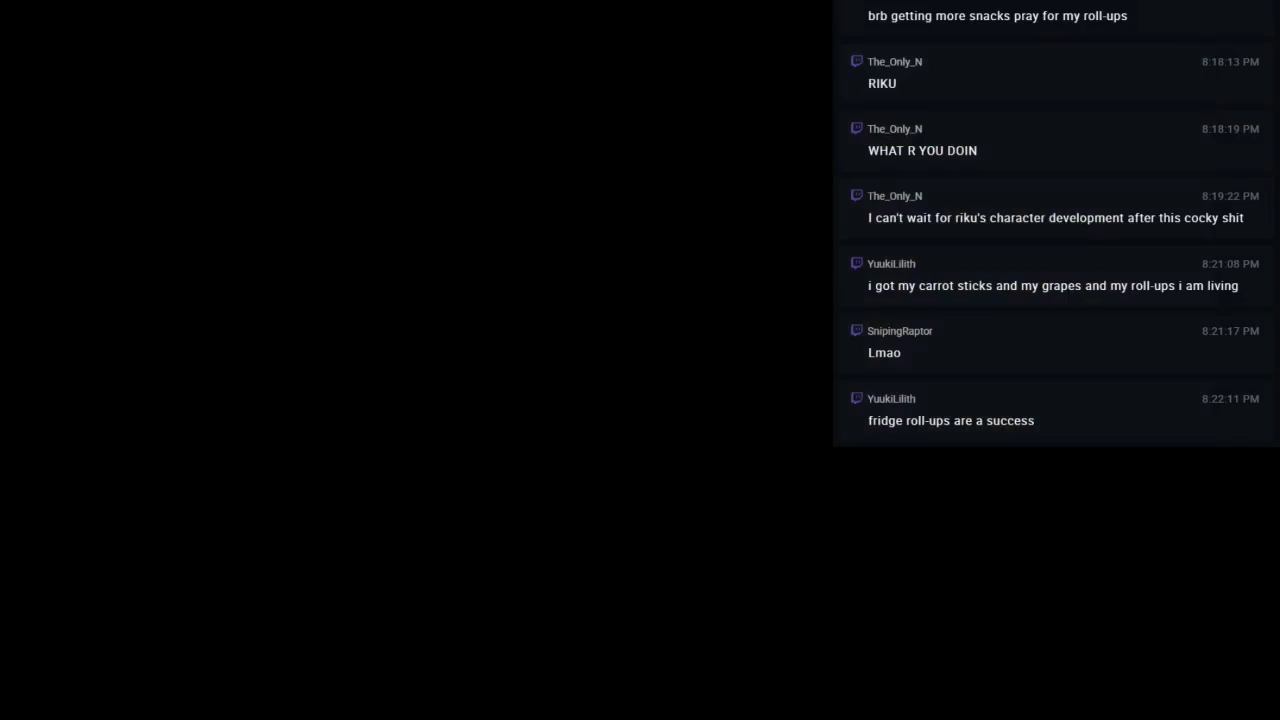 brb getting more snacks pray for my roll-ups
The_Only_N 8:18:13 PM
RIKU
The_Only_N 8:18:19 PM
WHAT R YOU DOIN
The_Only_N 8:19:22 PM
I can't wait for riku's character development after this cocky shit
YuukiLilith 8:21:08 PM
i got my carrot sticks and my grapes and my roll-ups i am living
SnipingRaptor 8:21:17 PM
Lmao
YuukiLilith 8:22:11 PM
fridge roll-ups are a success